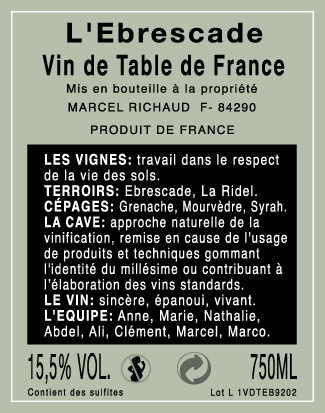 L'Ebrescade
Vin de Table de France
Mis en bouteille à la propriété
MARCEL RICHAUD F- 84290
PRODUIT DE FRANCE
LES VIGNES: travail dans le respect
de la vie des sols.
TERROIRS: Ebrescade, La Ridel.
CÉPAGES: Grenache, Mourvèdre, Syrah.
LA CAVE: approche naturelle de la
vinification, remise en cause de l'usage
de produits et techniques gommant
l'identité du millésime ou contribuant à
l'élaboration des vins standards.
LE VIN: sincère, épanoui, vivant.
L'EQUIPE: Anne, Marie, Nathalie,
Abdel, Ali, Clément, Marcel, Marco.
15,5% VOL. 750ML
Contient des sulfites Lot L 1VDTEB9202